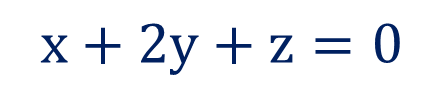 x + 2y + z = 0